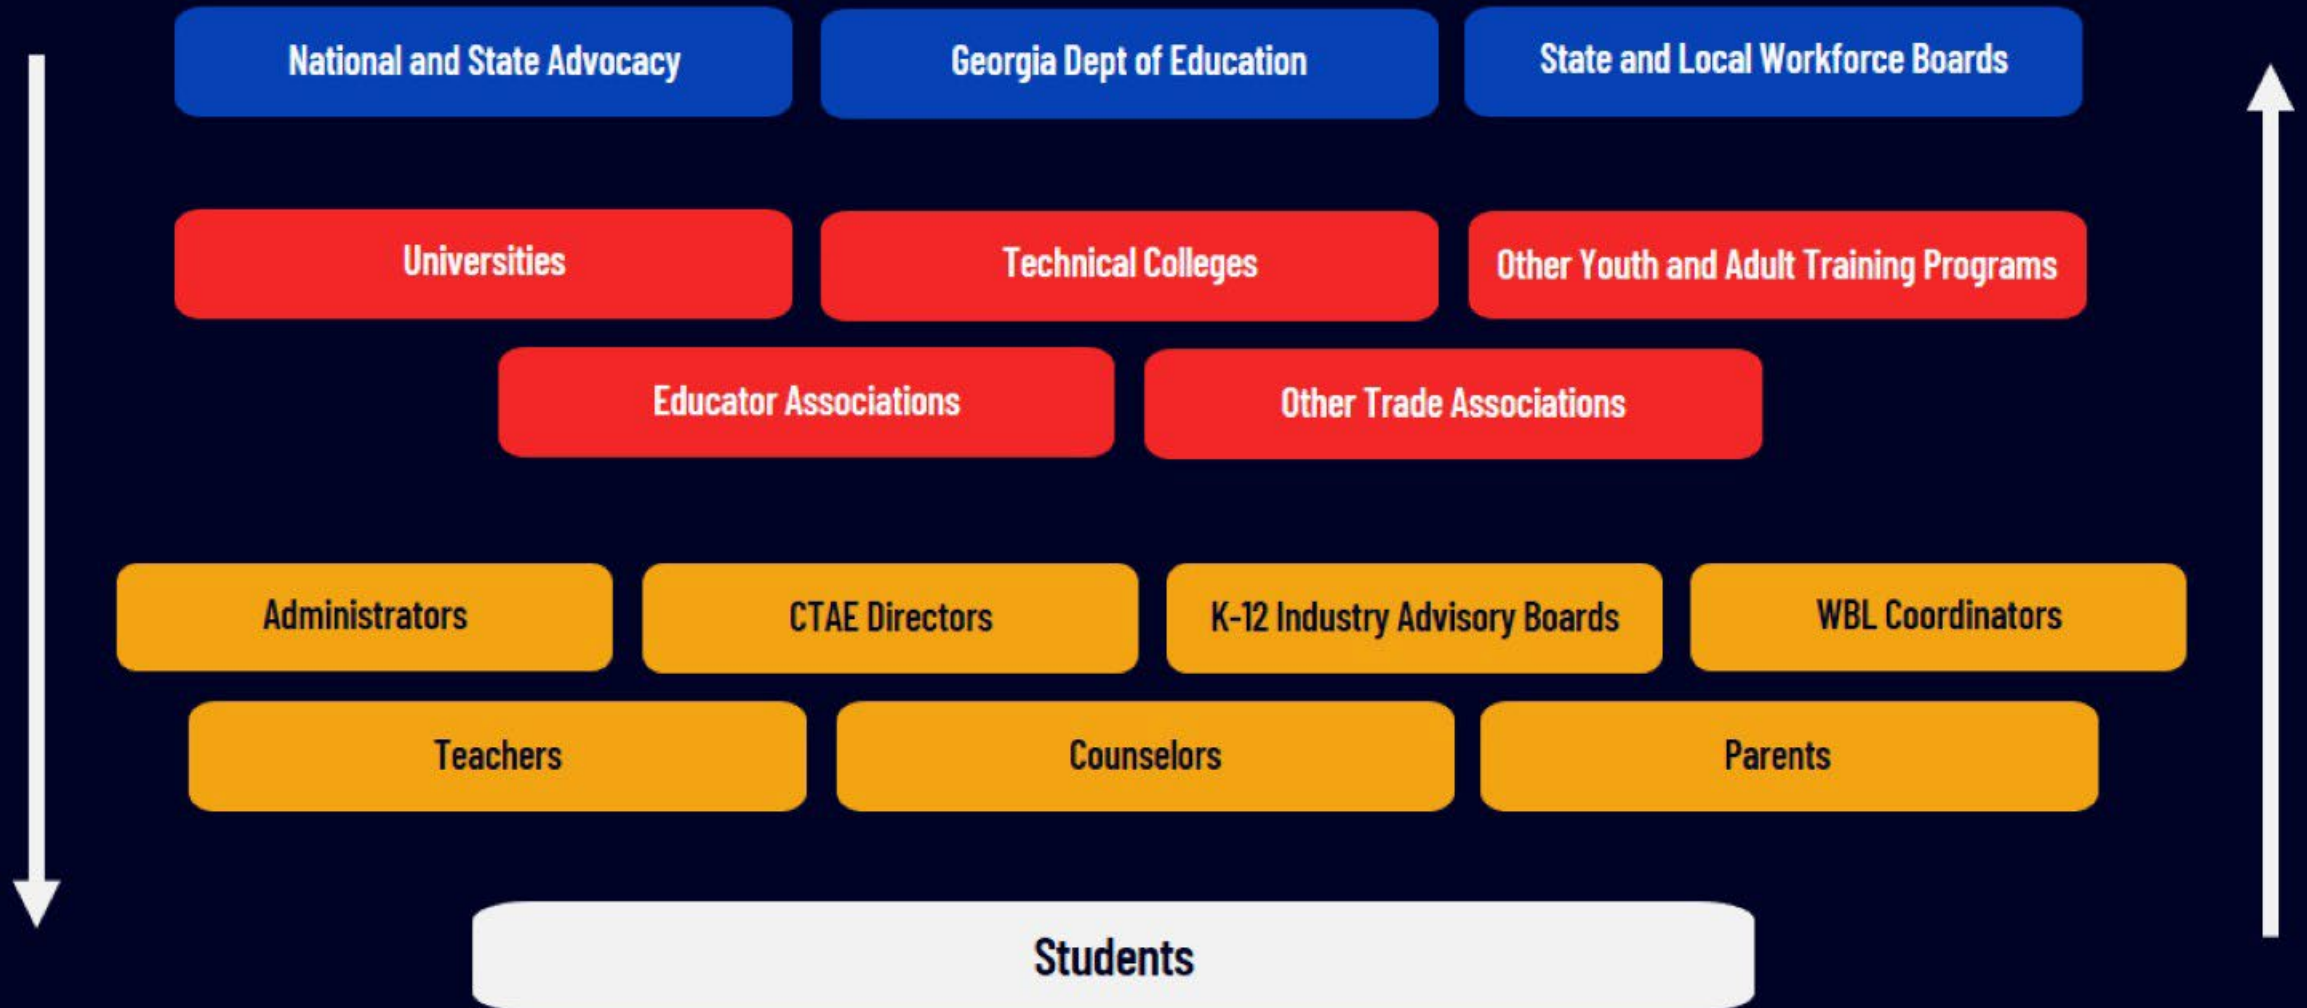 National and State Advocacy
Georgia Dept of Education
State and Local Workforce Boards
Universities
Technical Colleges
Other Youth and Adult Training Programs
Educator Associations
Other Trade Associations
Administrators
CTAE Directors
K-12 Industry Advisory Boards
WBL Coordinators
Teachers
Counselors
Parents
Students